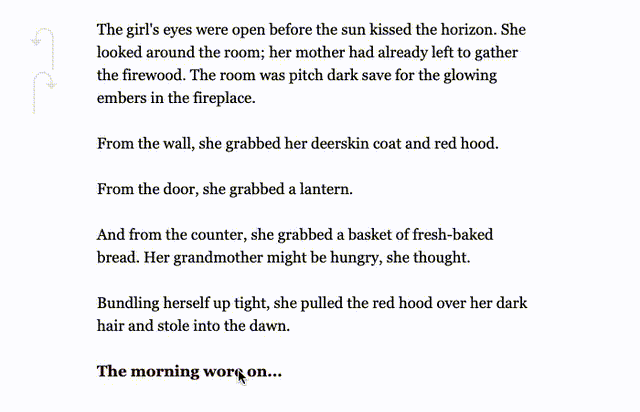 The girl's eyes were open before the sun kissed the horizon. She
looked around the room; her mother had already left to gather
the firewood. The room was pitch dark save for the glowing
embers in the fireplace.
From the wall, she grabbed her deerskin coat and red hood.
From the door, she grabbed a lantern.
And from the counter, she grabbed a basket of fresh-baked
bread. Her grandmother might be hungry, she thought.
Bundling herself up tight, she pulled the red hood over her dark
hair and stole into the dawn.
The morning wore on...